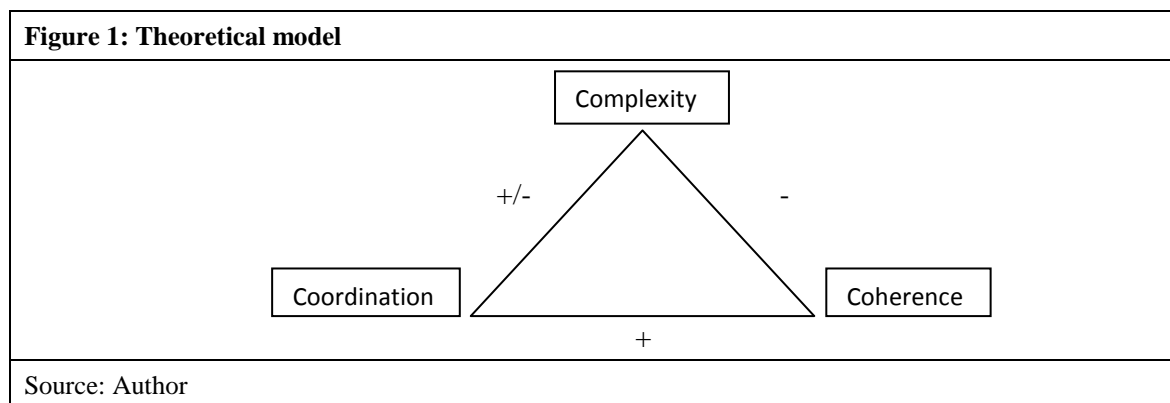 Figure 1: Theoretical model
Complexity
+/-
-
Coordination
Coherence
+
Source: Author